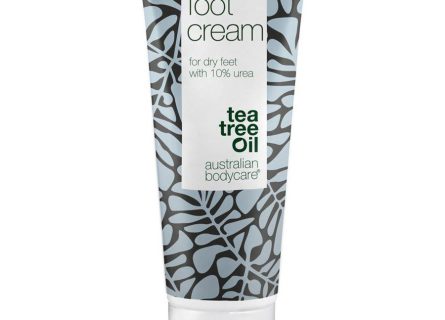 foot
cream
for dry feet
with 10% urea
tea
tree
oil
australian
bodycare®